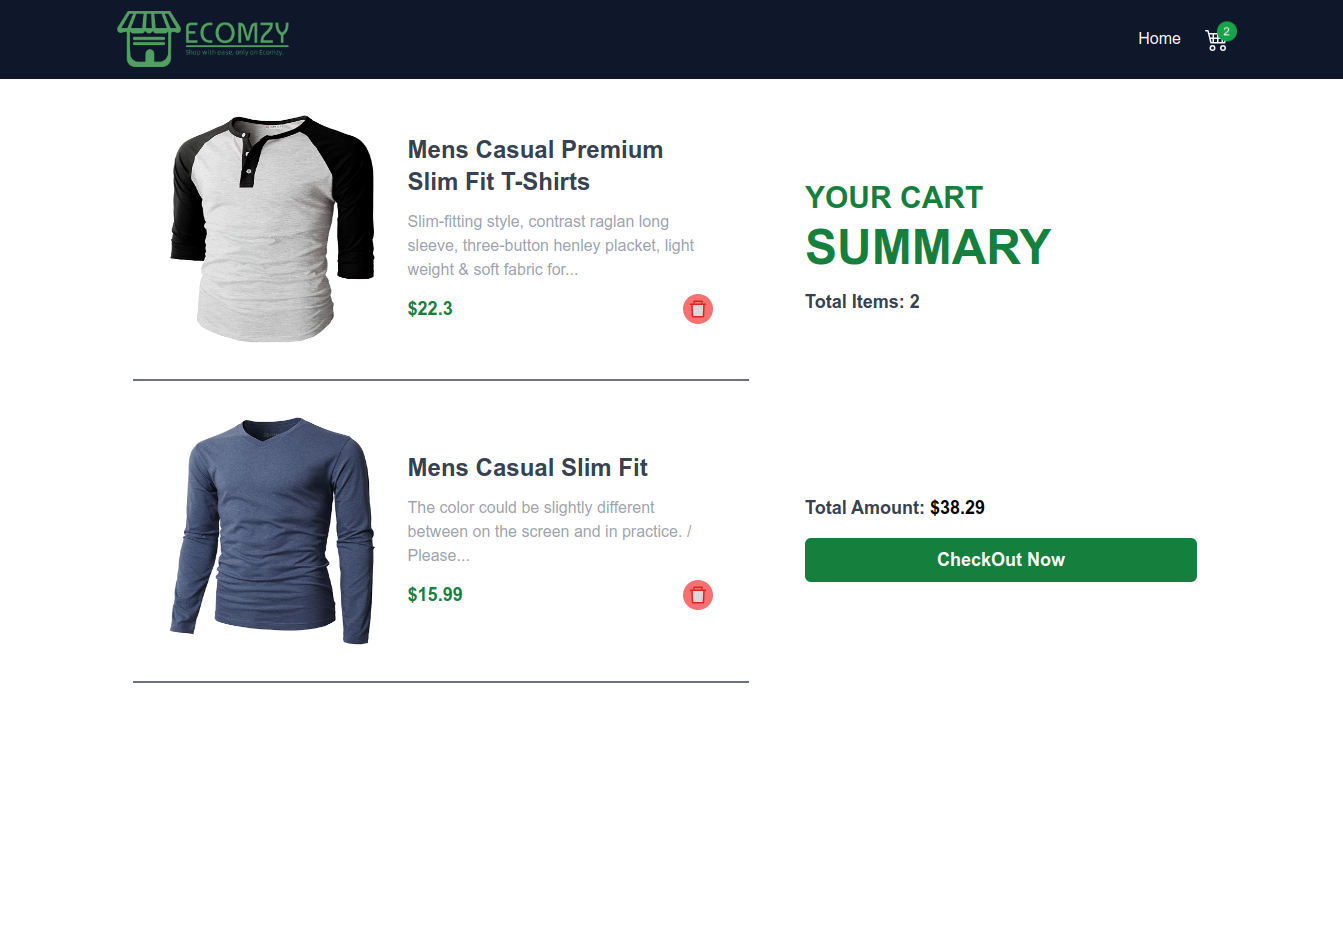 ECOMZY
Shop with ease, only on Ecomzy.
Home
2
Mens Casual Premium
Slim Fit T-Shirts
Slim-fitting style, contrast raglan long
sleeve, three-button henley placket, light
weight & soft fabric for...
$22.3
Mens Casual Slim Fit
The color could be slightly different
between on the screen and in practice. /
Please...
$15.99
YOUR CART
SUMMARY
Total Items: 2
Total Amount: $38.29
CheckOut Now